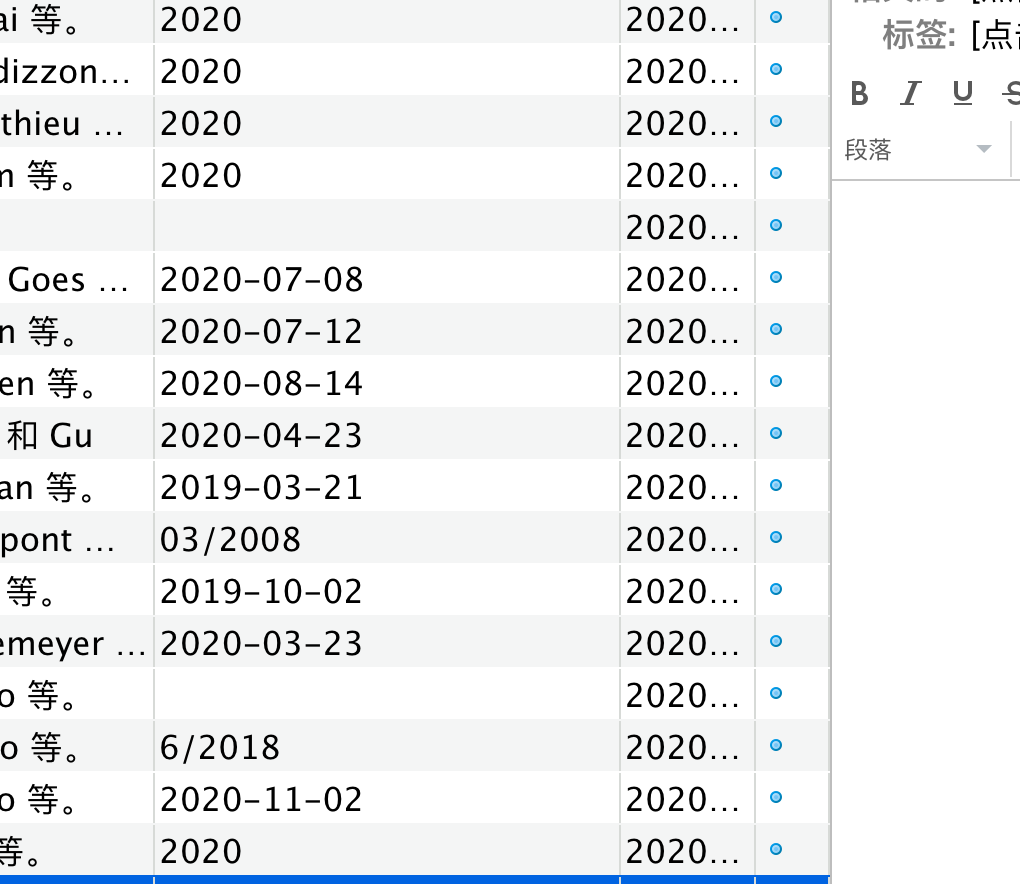 ai 等。 2020 2020…
dizzon… 2020 2020…
thieu … 2020 2020…
m 等。 2020 2020…
2020…
Goes … 2020-07-08 2020…
n 等。 2020-07-12 2020…
en 等。 2020-08-14 2020…
和 Gu 2020-04-23 2020…
an 等。 2019-03-21 2020…
pont … 03/2008 2020…
等。 2019-10-02 2020…
emeyer … 2020-03-23 2020…
o 等。 2020…
o 等。 6/2018 2020…
o 等。 2020-11-02 2020…
等。 2020 2020…
标签: [点击
B I U S
段落